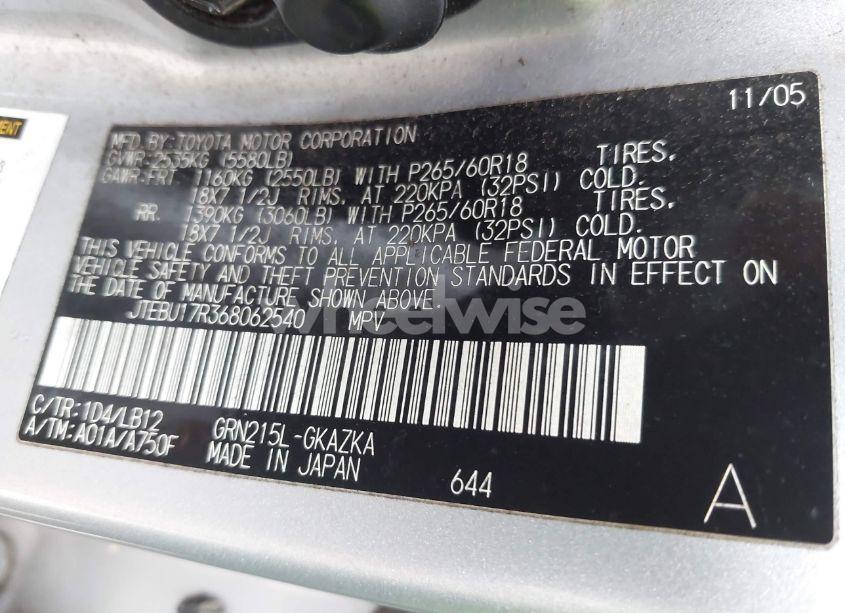 11/05
MENT
MFD.BY:TOYOTA MOTOR CORPORATION
GVWR:2535KG (5580LB)
GAWR:FRT 1160KG (2550LB) WITH P265/60R18 TIRES,
18X7 1/2J RIMS, AT 220KPA (32PSI) COLD.
RR. 1390KG (3060LB) WITH P265/60R18 TIRES,
18X7 1/2J RIMS, AT 220KPA (32PSI) COLD.
THIS VEHICLE CONFORMS TO ALL APPLICABLE FEDERAL MOTOR
VEHICLE SAFETY AND THEFT PREVENTION STANDARDS IN EFFECT ON
THE DATE OF MANUFACTURE SHOWN ABOVE.
JTEBU17R368062540 MPV
wheelwise
C/TR:1D4/LB12 GRN215L-GKAZKA
A/TM:A01A/A750F MADE IN JAPAN
644
A